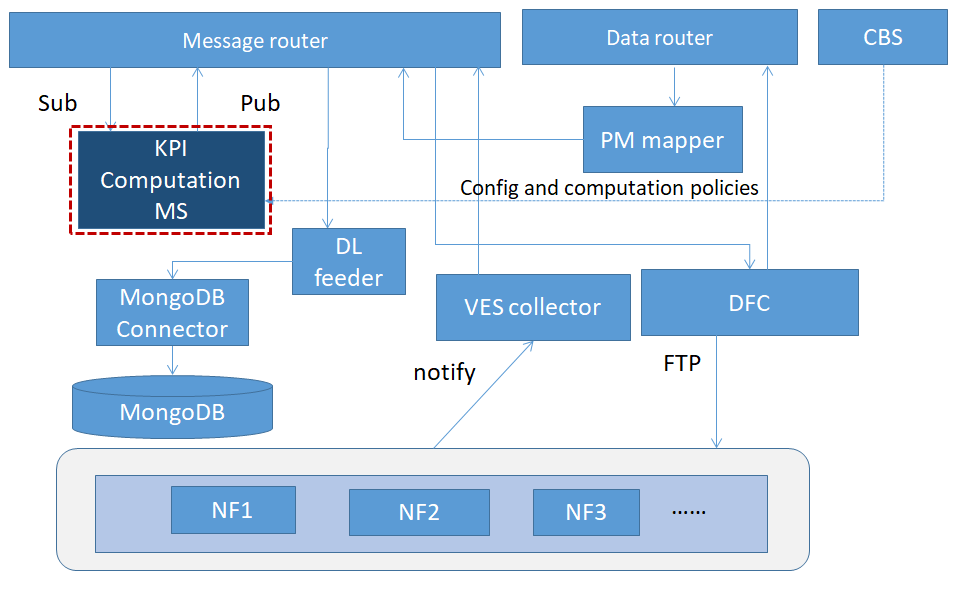 Message router
Data router
CBS
Sub
Pub
PM mapper
KPI
Computation
MS
Config and computation policies
DL
feeder
MongoDB
Connector
VES collector
DFC
notify
FTP
MongoDB
NF1
NF2
NF3
......